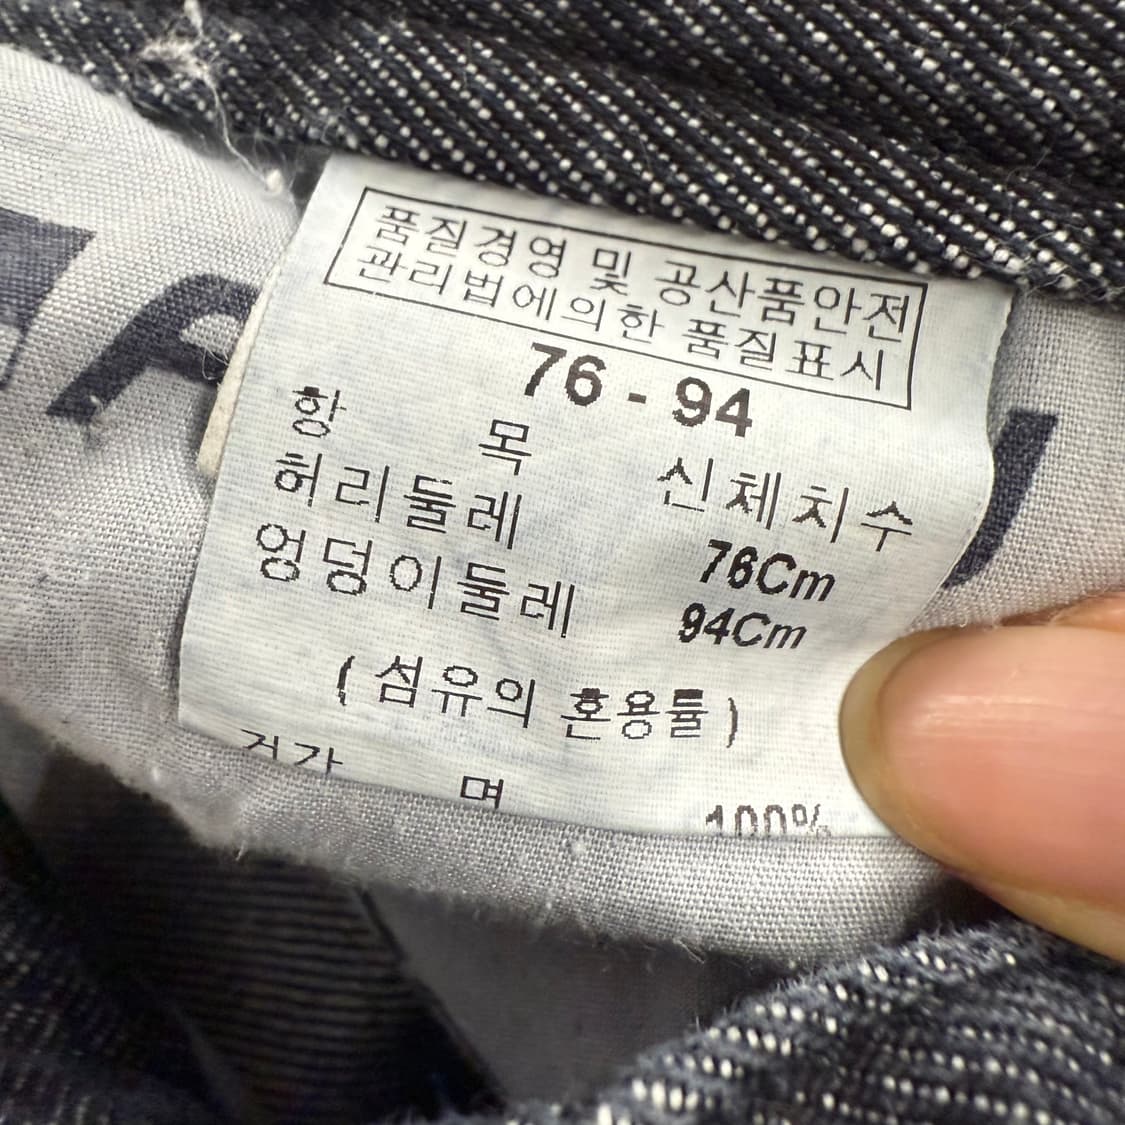 품질경영 및 공산품안전
관리법에의한 품질표시
76 - 94
항 목 신체치수
허리둘레 76Cm
엉덩이둘레 94Cm
(섬유의 혼용률)
겉감 면 100%